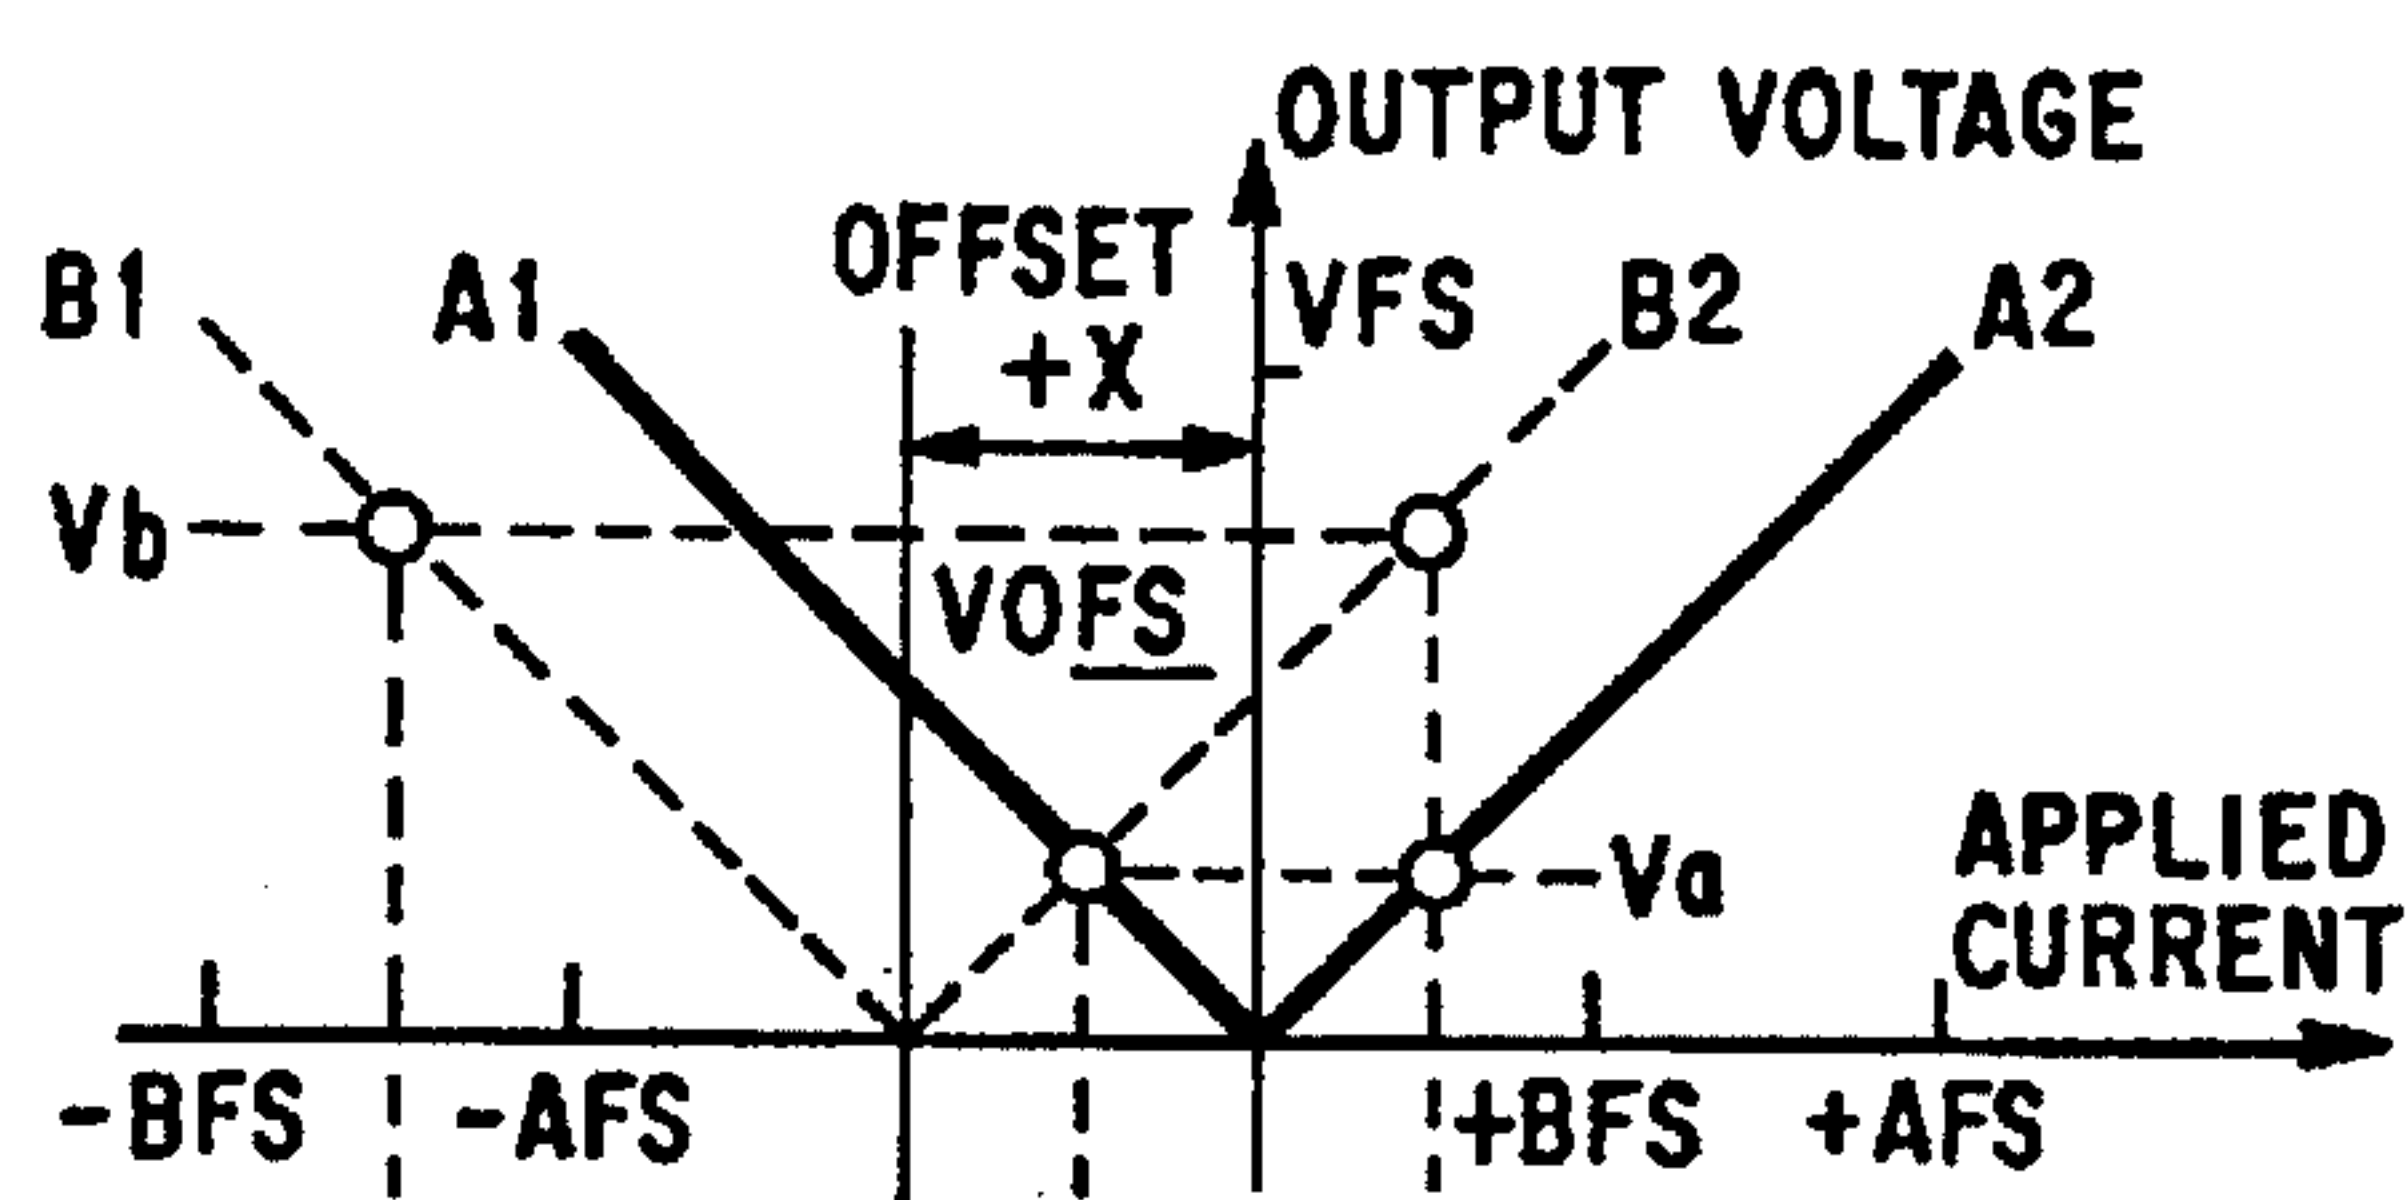 OUTPUT VOLTAGE
OFFSET
+X
B1
A1
VFS
B2
A2
Vb
VOFS
Va
APPLIED
CURRENT
-BFS
-AFS
+BFS
+AFS